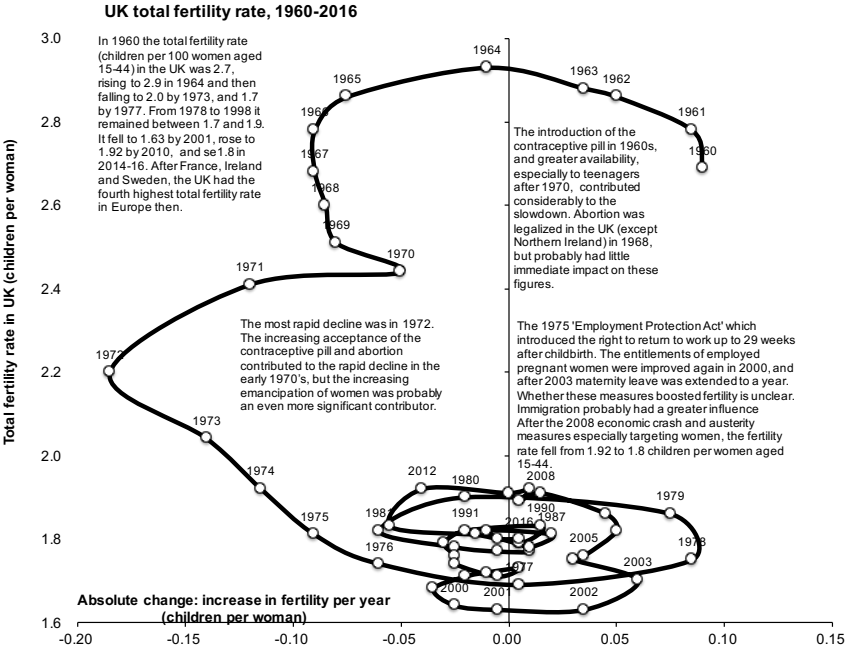 UK total fertility rate, 1960-2016
3.0
2.8
2.6
2.4
2.2
2.0
1.8
1.6
Total fertility rate in UK (children per woman)
In 1960 the total fertility rate
(children per 100 women aged
15-44) in the UK was 2.7,
rising to 2.9 in 1964 and then
falling to 2.0 by 1973, and 1.7
by 1977. From 1978 to 1998 it
remained between 1.7 and 1.9.
It fell to 1.63 by 2001, rose to
1.92 by 2010, and se1.8 in
2014-16. After France, Ireland
and Sweden, the UK had the
fourth highest total fertility rate
in Europe then.
1964
1965
1963
1962
1966
1961
1967
1960
1968
1969
1970
1971
1972
1973
1974
1975
1976
The introduction of the
contraceptive pill in 1960s,
and greater availability,
especially to teenagers
after 1970, contributed
considerably to the
slowdown. Abortion was
legalized in the UK (except
Northern Ireland) in 1968,
but probably had little
immediate impact on these
figures.
The most rapid decline was in 1972.
The increasing acceptance of the
contraceptive pill and abortion
contributed to the rapid decline in the
early 1970's, but the increasing
emancipation of women was probably
an even more significant contributor.
The 1975 'Employment Protection Act' which
introduced the right to return to work up to 29 weeks
after childbirth. The entitlements of employed
pregnant women were improved again in 2000, and
after 2003 maternity leave was extended to a year.
Whether these measures boosted fertility is unclear.
Immigration probably had a greater influence
After the 2008 economic crash and austerity
measures especially targeting women, the fertility
rate fell from 1.92 to 1.8 children per women aged
15-44.
2012
1980
2008
1979
1981
1991
1990
2016
1987
2005
1978
1977
2003
2000
2001
2002
Absolute change: increase in fertility per year
(children per woman)
-0.20
-0.15
-0.10
-0.05
0.00
0.05
0.10
0.15